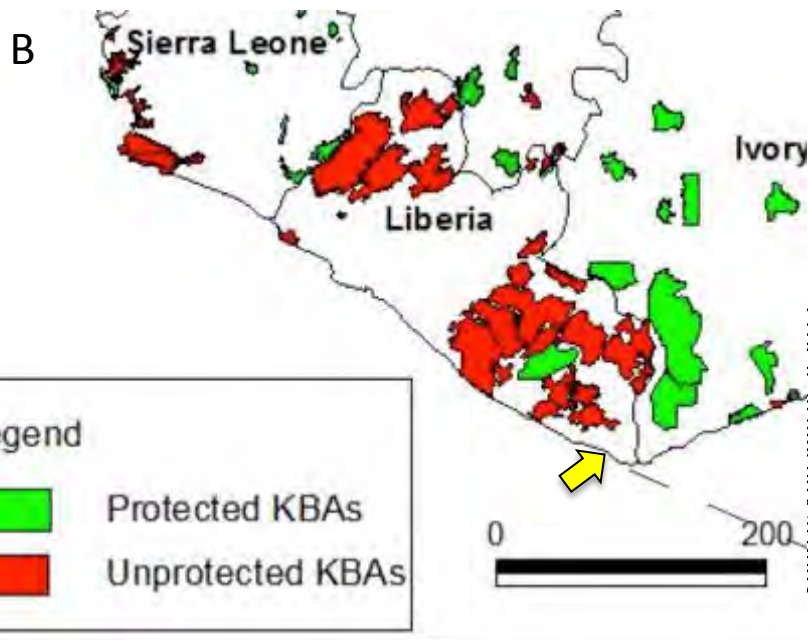 B
Sierra Leone
Ivory
Liberia
egend
Protected KBAs
Unprotected KBAs
0 200